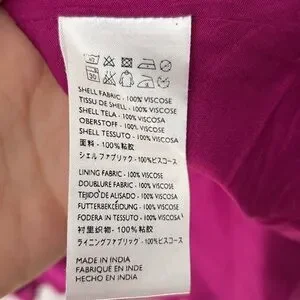 40
30
SHELL FABRIC - 100% VISCOSE
TISSU DE SHELL - 100% VISCOSE
SHELL TELA - 100% VISCOSA
OBERSTOFF - 100% VISCOSE
SHELL TESSUTO - 100% VISCOSA
面料 - 100%粘胶
シェルファブリック - 100%ビスコース
LINING FABRIC - 100% VISCOSE
DOUBLURE FABRIC - 100% VISCOSE
TEJIDO DE ALISADO - 100% VISCOSE
FUTTERBEKLEIDUNG - 100% VISCOSE
FODERA IN TESSUTO - 100% VISCOSA
衬里织物 - 100%粘胶
ライニングファブリック - 100%ビスコース
MADE IN INDIA
FABRIQUÉ EN INDE
HECHO EN INDIA